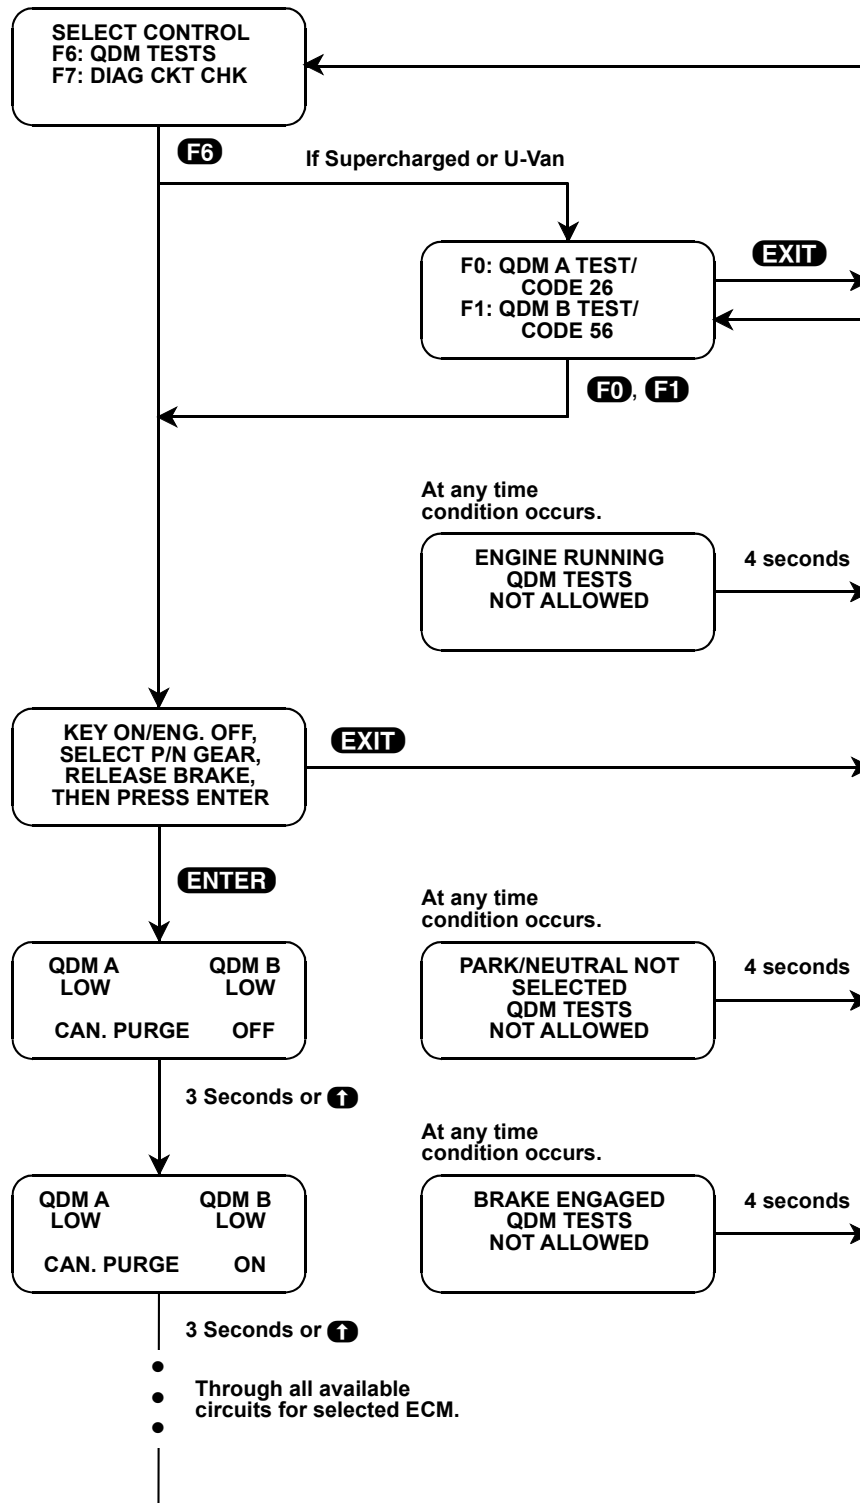 SELECT CONTROL
F6: QDM TESTS
F7: DIAG CKT CHK
F6
If Supercharged or U-Van
F0: QDM A TEST/
CODE 26
F1: QDM B TEST/
CODE 56
EXIT
F0, F1
At any time
condition occurs.
ENGINE RUNNING
QDM TESTS
NOT ALLOWED
4 seconds
KEY ON/ENG. OFF,
SELECT P/N GEAR,
RELEASE BRAKE,
THEN PRESS ENTER
EXIT
ENTER
QDM A QDM B
LOW LOW
CAN. PURGE OFF
At any time
condition occurs.
PARK/NEUTRAL NOT
SELECTED
QDM TESTS
NOT ALLOWED
4 seconds
3 Seconds or ↑
QDM A QDM B
LOW LOW
CAN. PURGE ON
At any time
condition occurs.
BRAKE ENGAGED
QDM TESTS
NOT ALLOWED
4 seconds
3 Seconds or ↑
Through all available
circuits for selected ECM.